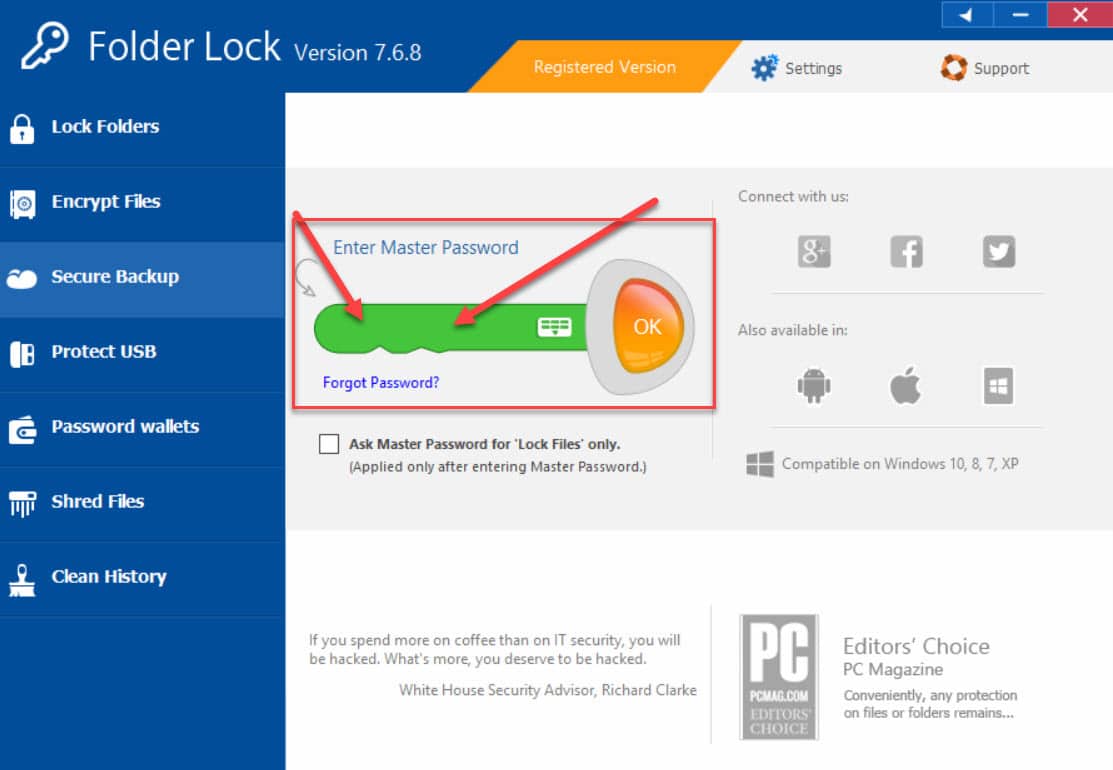 Folder Lock Version 7.6.8
Registered Version
Settings
Support
Lock Folders
Encrypt Files
Secure Backup
Protect USB
Password wallets
Shred Files
Clean History
Enter Master Password
OK
Forgot Password?
Ask Master Password for 'Lock Files' only.
(Applied only after entering Master Password.)
Connect with us:
g+
f
Also available in:
Compatible on Windows 10, 8, 7, XP
If you spend more on coffee than on IT security, you will
be hacked. What's more, you deserve to be hacked.
White House Security Advisor, Richard Clarke
PC
PCMAG.COM
EDITORS'
CHOICE
Editors' Choice
PC Magazine
Conveniently, any protection
on files or folders remains...